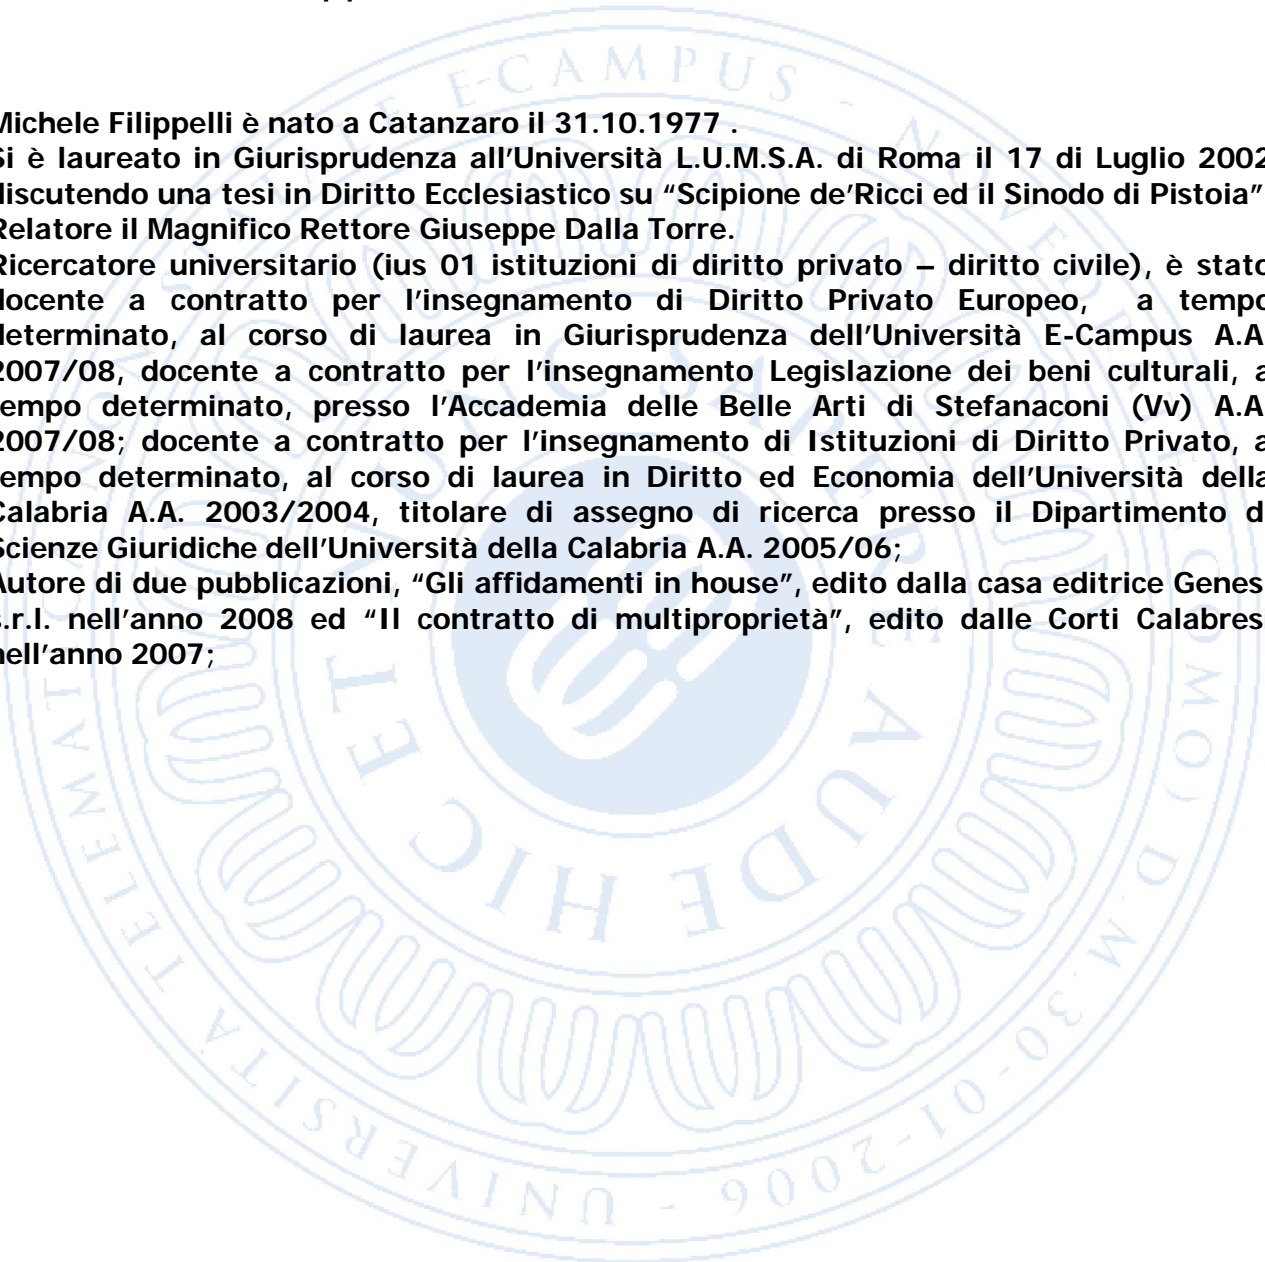 Michele Filippelli è nato a Catanzaro il 31.10.1977 .
Si è laureato in Giurisprudenza all'Università L.U.M.S.A. di Roma il 17 di Luglio 2002
discutendo una tesi in Diritto Ecclesiastico su “Scipione de'Ricci ed il Sinodo di Pistoia”
Relatore il Magnifico Rettore Giuseppe Dalla Torre.
Ricercatore universitario (ius 01 istituzioni di diritto privato – diritto civile), è stato
docente a contratto per l'insegnamento di Diritto Privato Europeo, a tempo
determinato, al corso di laurea in Giurisprudenza dell'Università E-Campus A.A.
2007/08, docente a contratto per l'insegnamento Legislazione dei beni culturali, a
tempo determinato, presso l'Accademia delle Belle Arti di Stefanaconi (Vv) A.A.
2007/08; docente a contratto per l'insegnamento di Istituzioni di Diritto Privato, a
tempo determinato, al corso di laurea in Diritto ed Economia dell'Università della
Calabria A.A. 2003/2004, titolare di assegno di ricerca presso il Dipartimento di
Scienze Giuridiche dell'Università della Calabria A.A. 2005/06;
Autore di due pubblicazioni, “Gli affidamenti in house”, edito dalla casa editrice Genesi
s.r.l. nell'anno 2008 ed “Il contratto di multiproprietà”, edito dalle Corti Calabresi
nell'anno 2007;
HIC ET NUNC SAPERE AUDE
UNIVERSITÀ TELEMATICA E-CAMPUS - NOVEDRATE (COMO) D.M. 30-01-2006 -